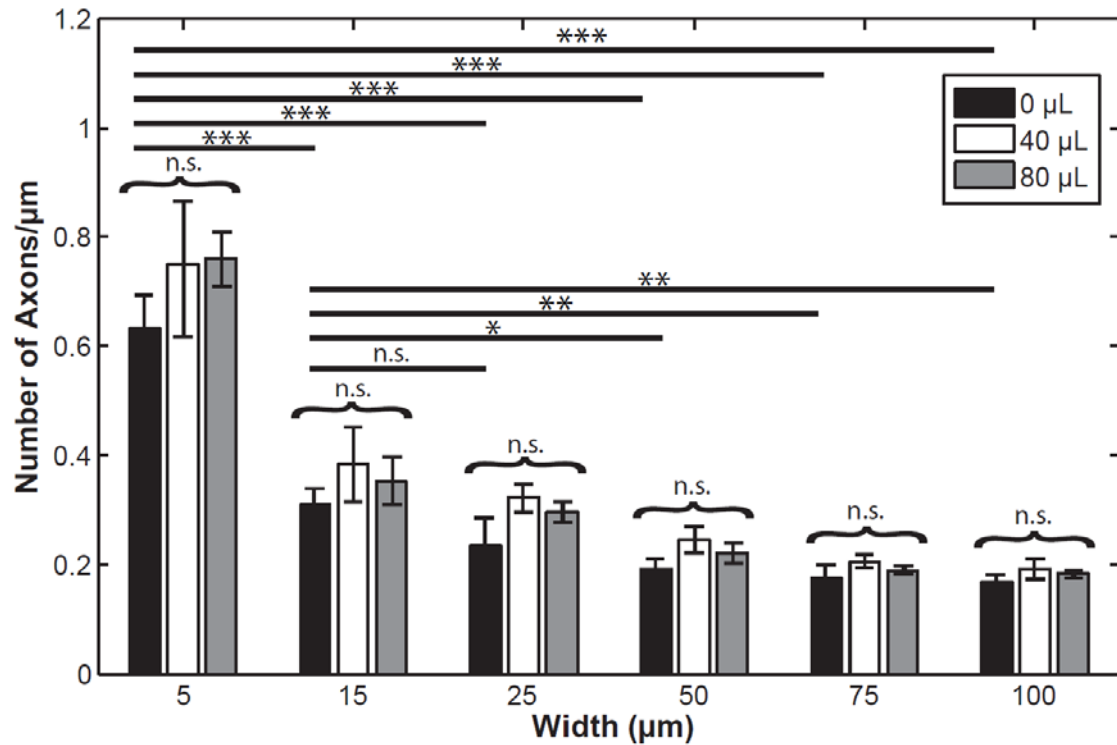 1.2
1
0.8
0.6
0.4
0.2
0
Number of Axons/µm
***
***
***
***
***
n.s.
0 µL
40 µL
80 µL
**
**
*
n.s.
n.s.
n.s.
n.s.
n.s.
n.s.
5 15 25 50 75 100
Width (µm)